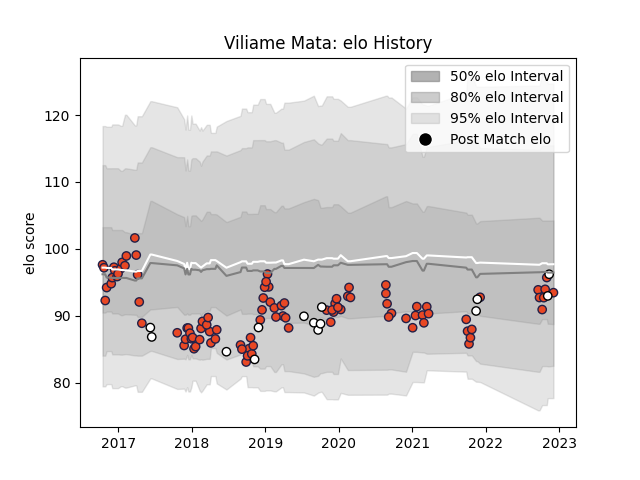 Viliame Mata: elo History
50% elo Interval
80% elo Interval
95% elo Interval
Post Match elo
elo score
120
110
100
90
80
2017 2018 2019 2020 2021 2022 2023